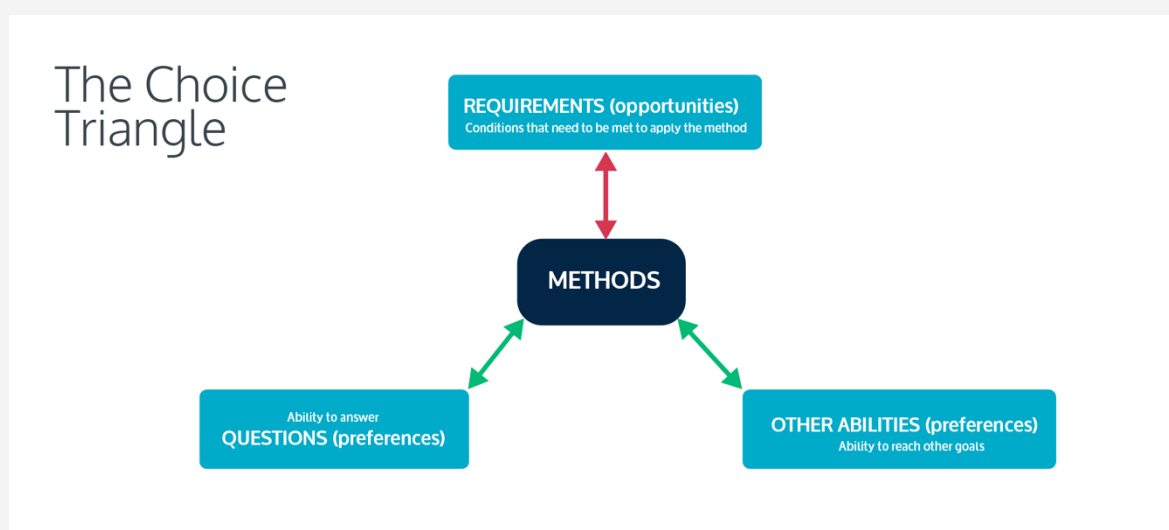 The Choice
Triangle
REQUIREMENTS (opportunities)
Conditions that need to be met to apply the method
METHODS
Ability to answer
QUESTIONS (preferences)
OTHER ABILITIES (preferences)
Ability to reach other goals